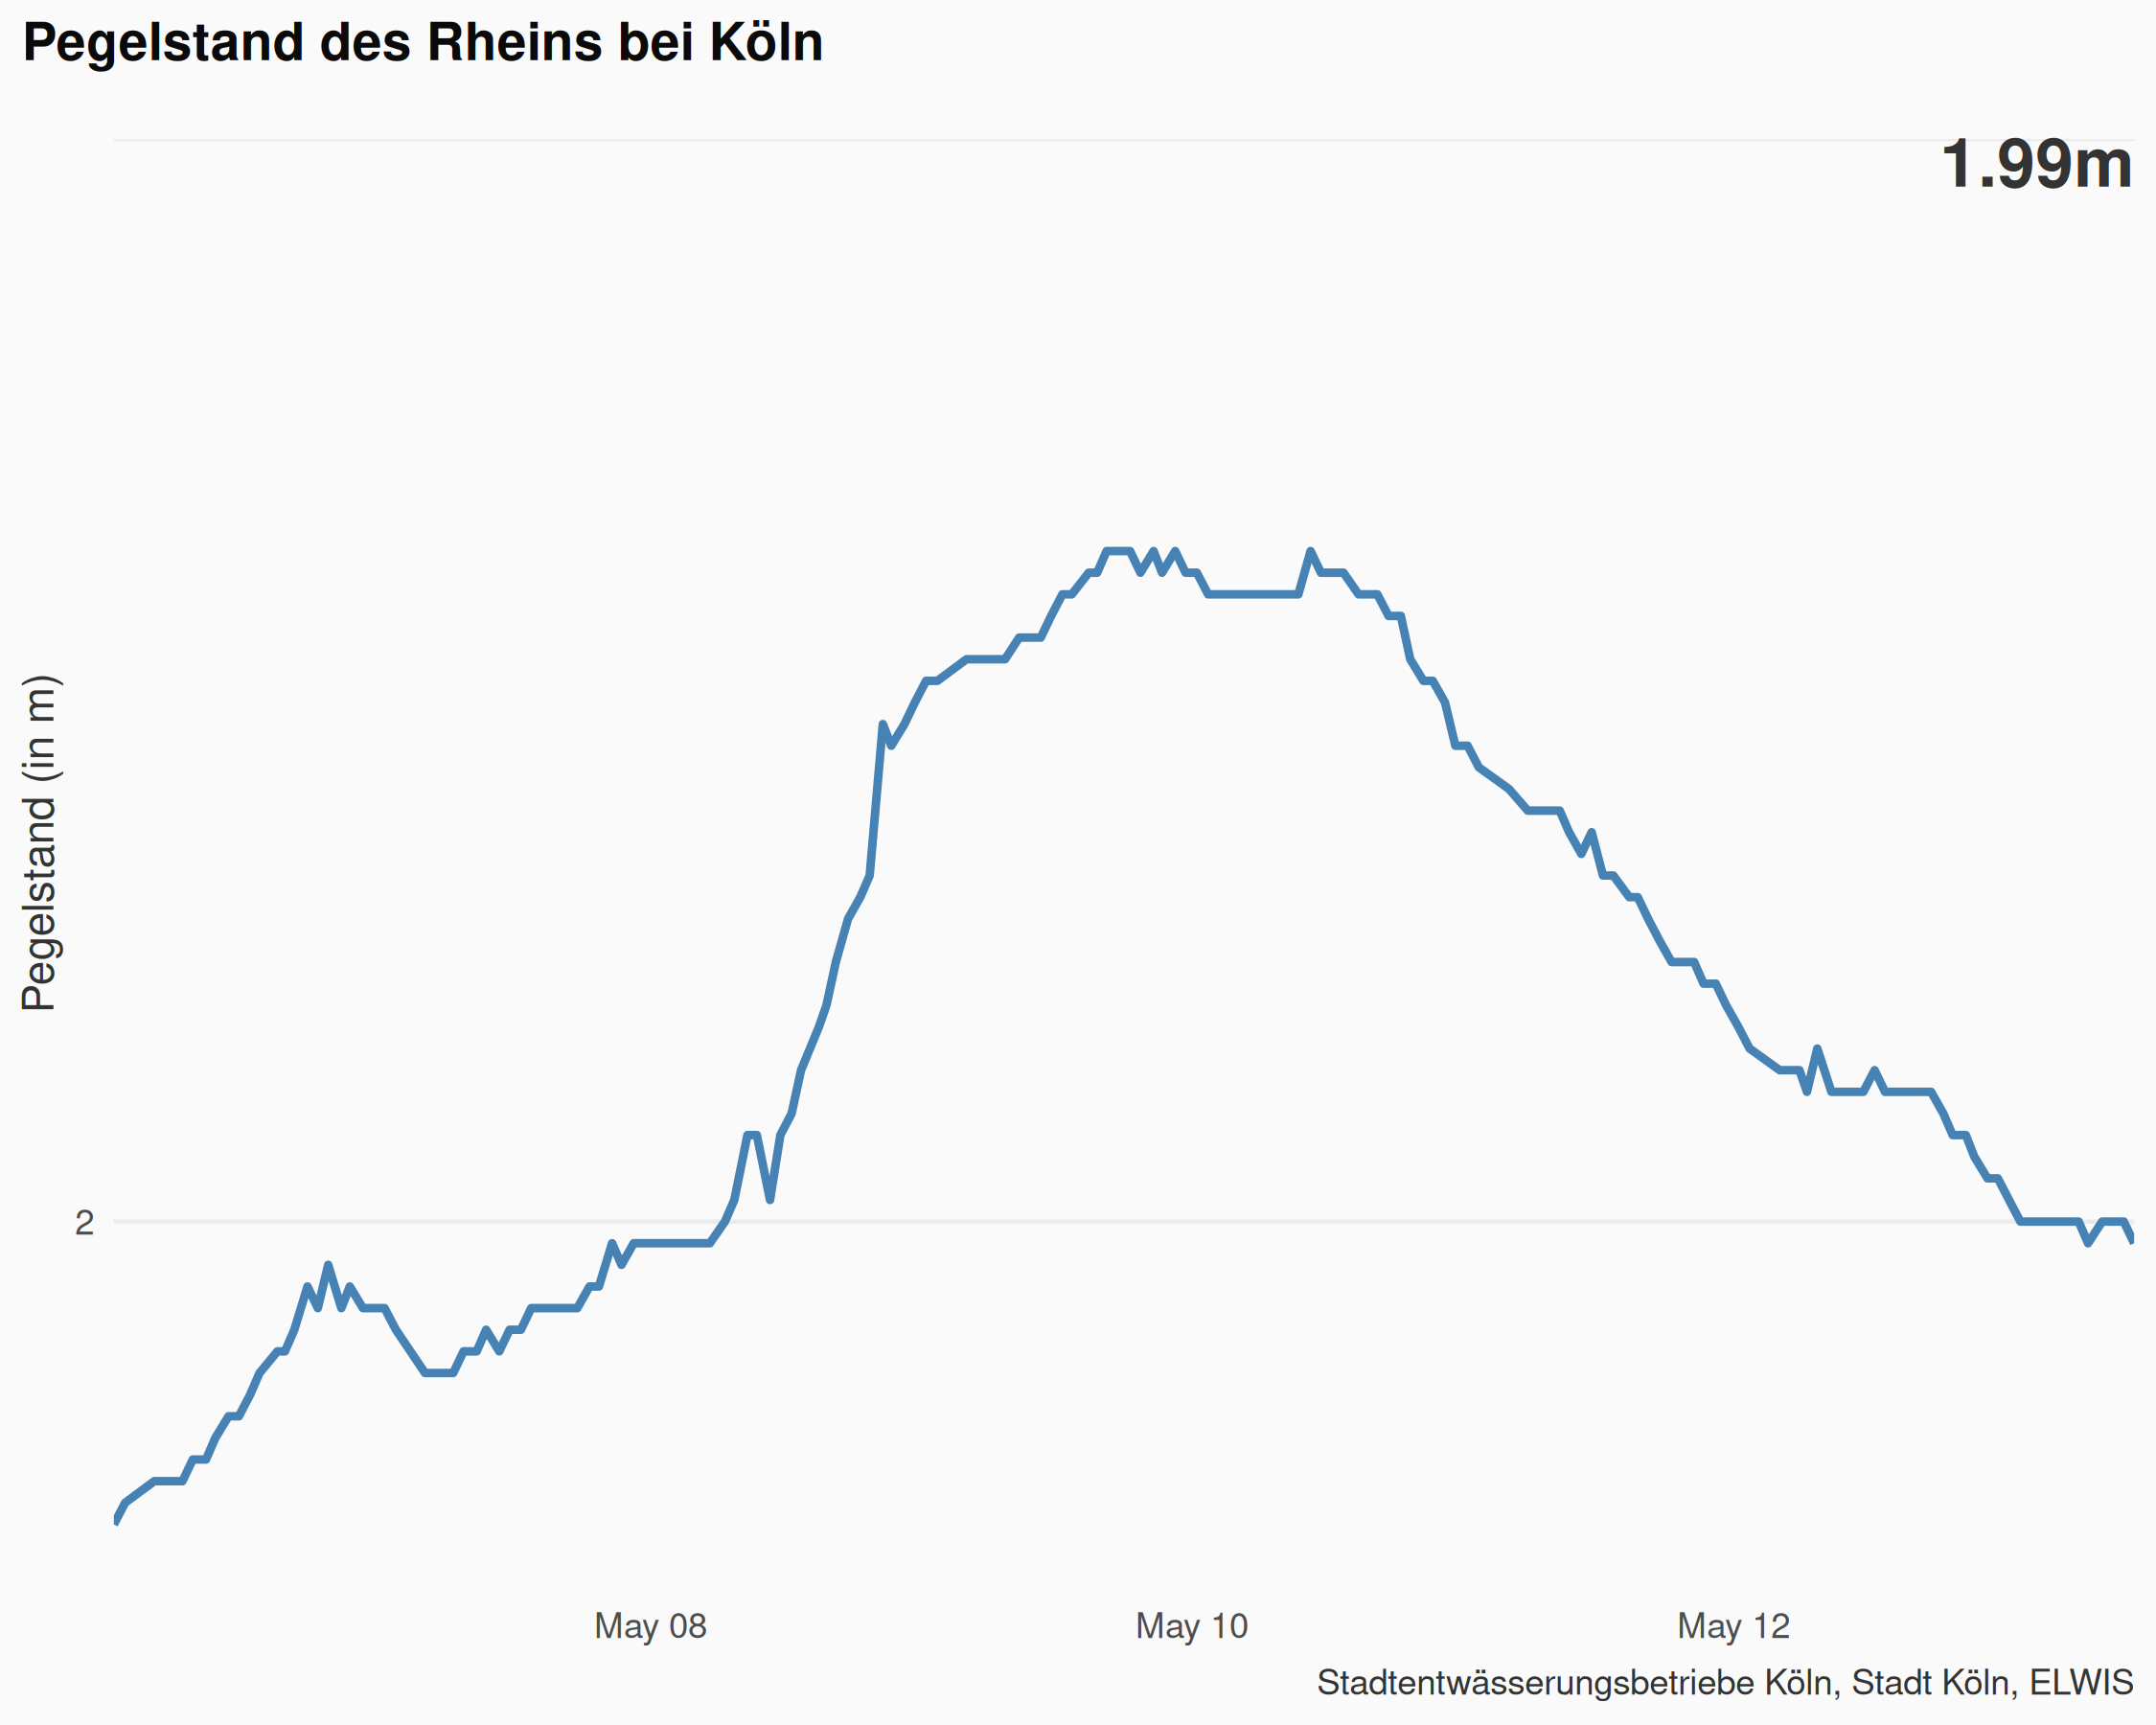 Pegelstand des Rheins bei Köln
1.99m
Pegelstand (in m)
2
May 08
May 10
May 12
Stadtentwässerungsbetriebe Köln, Stadt Köln, ELWIS